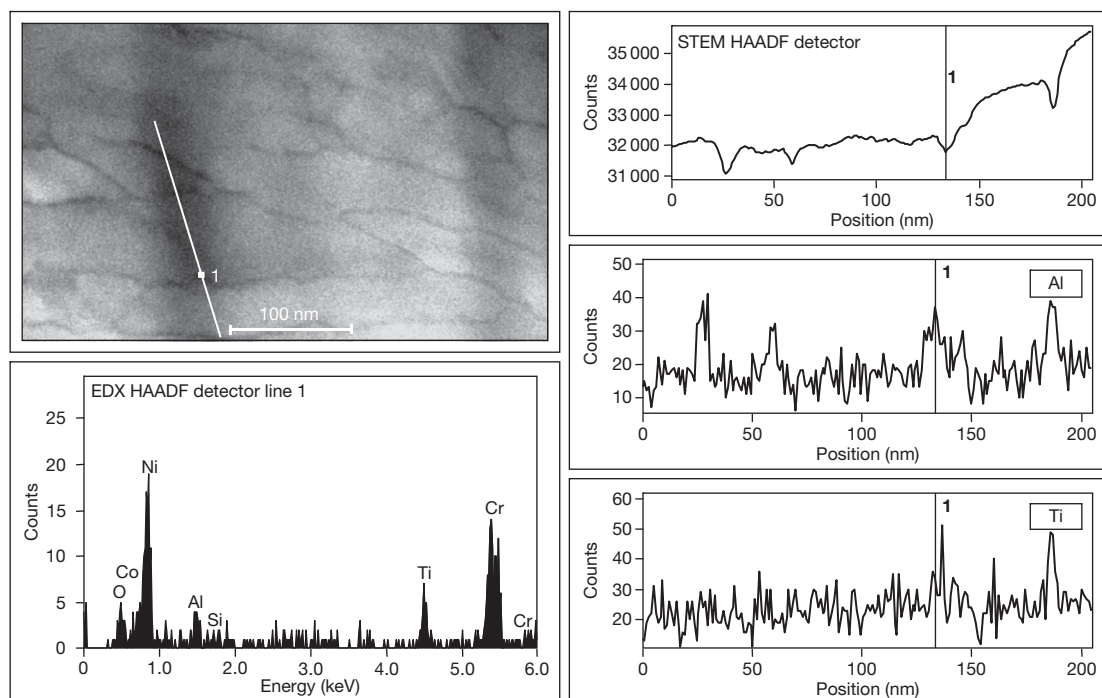 1
100 nm
EDX HAADF detector line 1
Counts
25
20
15
10
5
0
Ni
Co
O
Al
Si
Ti
Cr
Cr
1.0
2.0
3.0
4.0
5.0
6.0
Energy (keV)
STEM HAADF detector
1
Counts
35 000
34 000
33 000
32 000
31 000
0
50
100
150
200
Position (nm)
1
Al
Counts
50
40
30
20
10
0
50
100
150
200
Position (nm)
1
Ti
Counts
60
50
40
30
20
0
50
100
150
200
Position (nm)